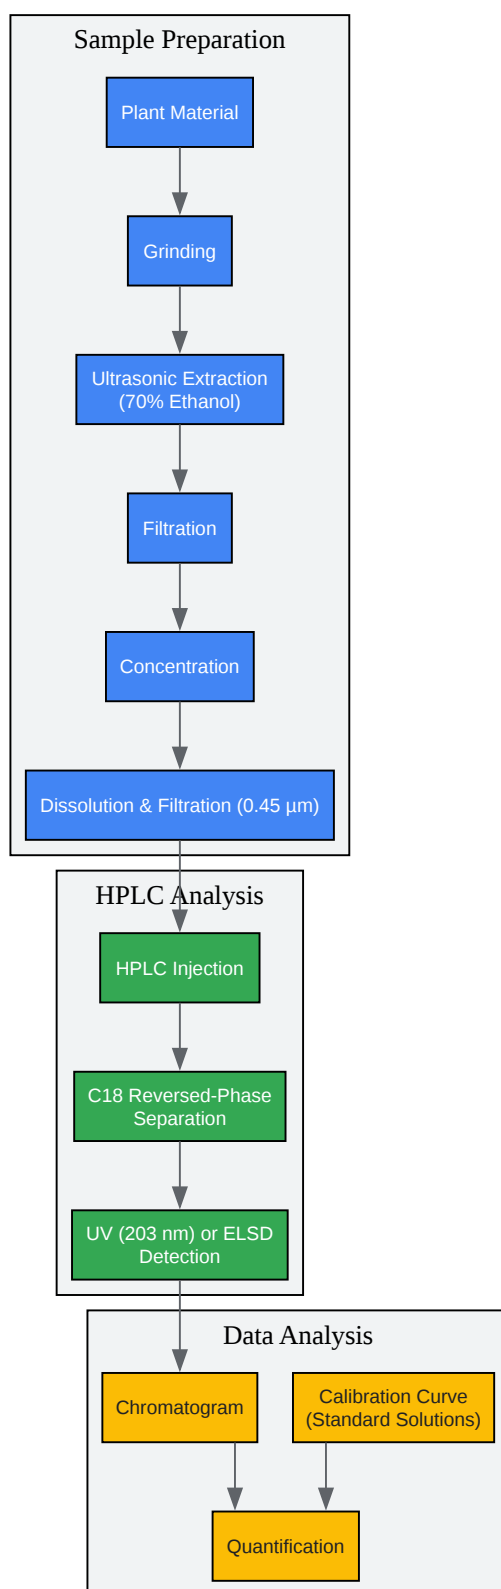 Sample Preparation
Plant Material
Grinding
Ultrasonic Extraction
(70% Ethanol)
Filtration
Concentration
Dissolution & Filtration (0.45 µm)
HPLC Analysis
HPLC Injection
C18 Reversed-Phase
Separation
UV (203 nm) or ELSD
Detection
Data Analysis
Chromatogram
Calibration Curve
(Standard Solutions)
Quantification